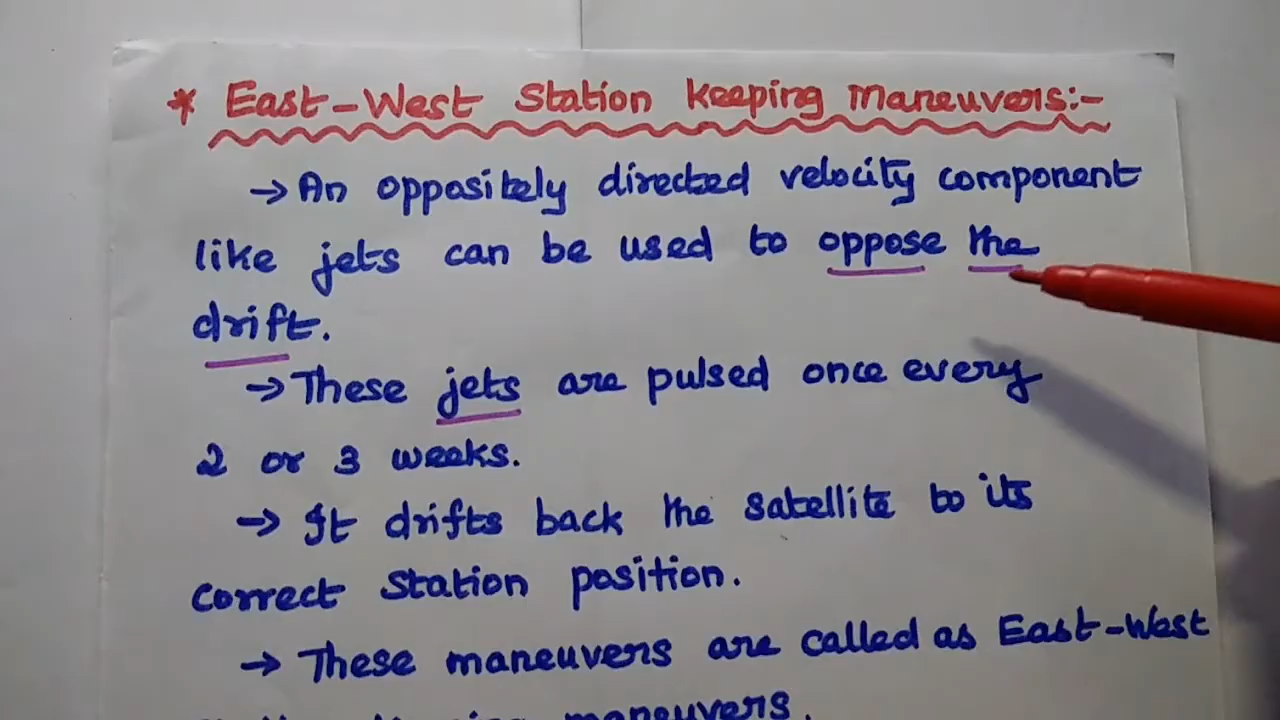 * East-West Station Keeping Maneuvers:-
→ An oppositely directed velocity component
like jets can be used to oppose the
drift.
→ These jets are pulsed once every
2 or 3 weeks.
→ It drifts back the satellite to its
correct Station position.
→ These maneuvers are called as East-West
maneuvers.